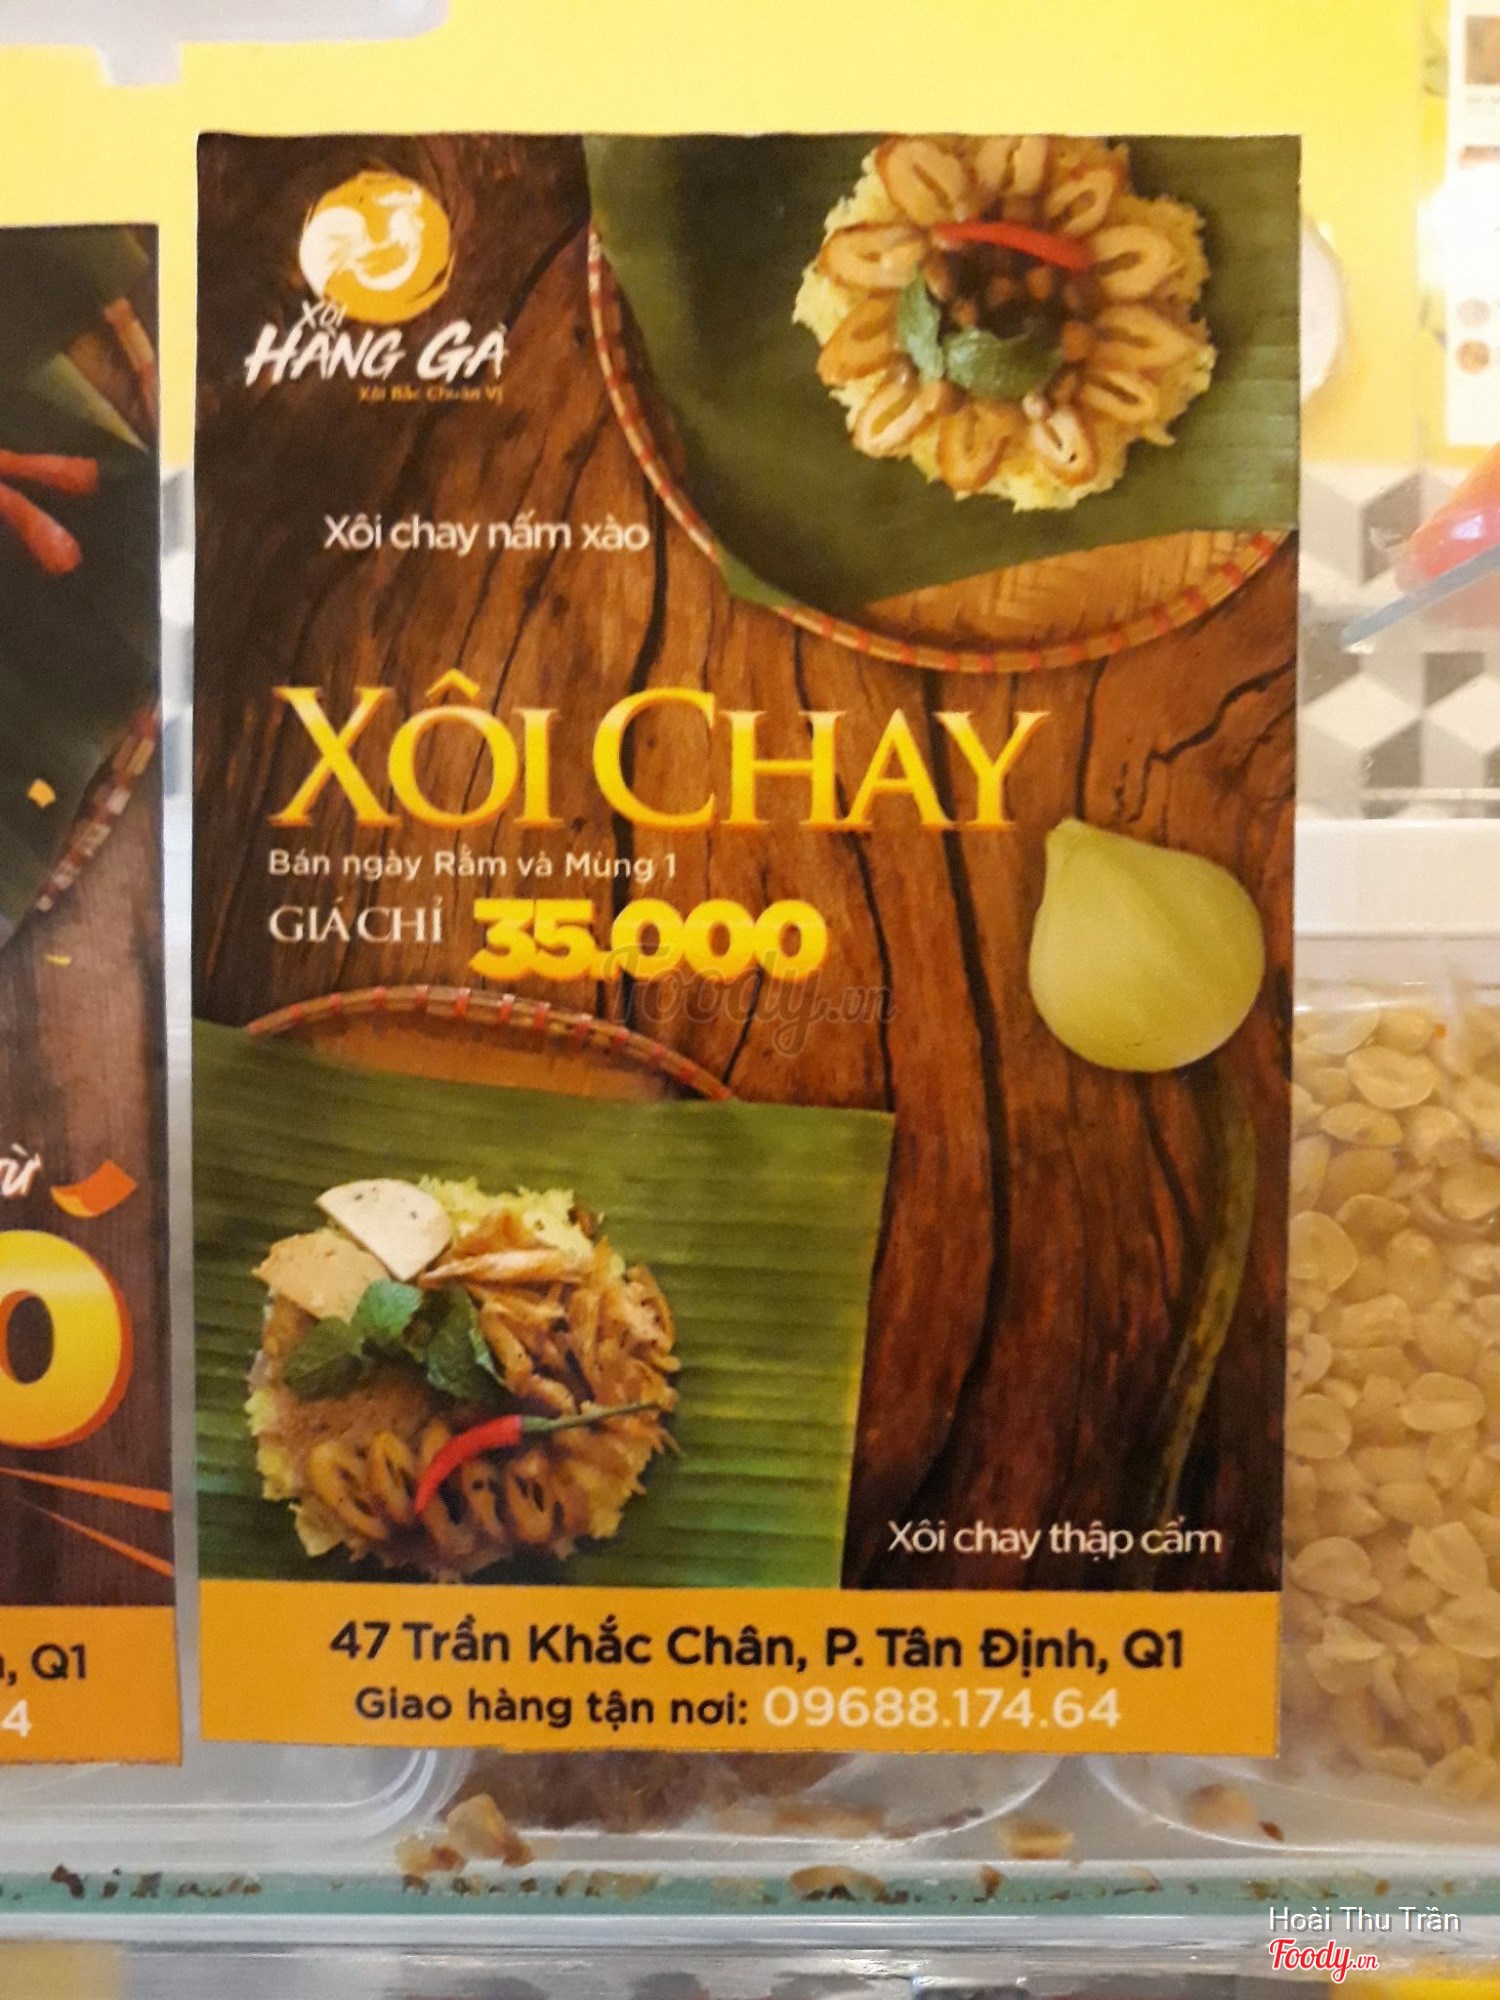 XÔI
HÀNG GÀ
Xôi Bắc Chuẩn Vị
Xôi chay nấm xào
XÔI CHAY
Bán ngày Rằm và Mùng 1
GIÁ CHỈ 35.000
Foody.vn
Xôi chay thập cẩm
47 Trần Khắc Chân, P. Tân Định, Q1
Giao hàng tận nơi: 09688.174.64
, Q1
4
Hoài Thu Trần
Foody.vn